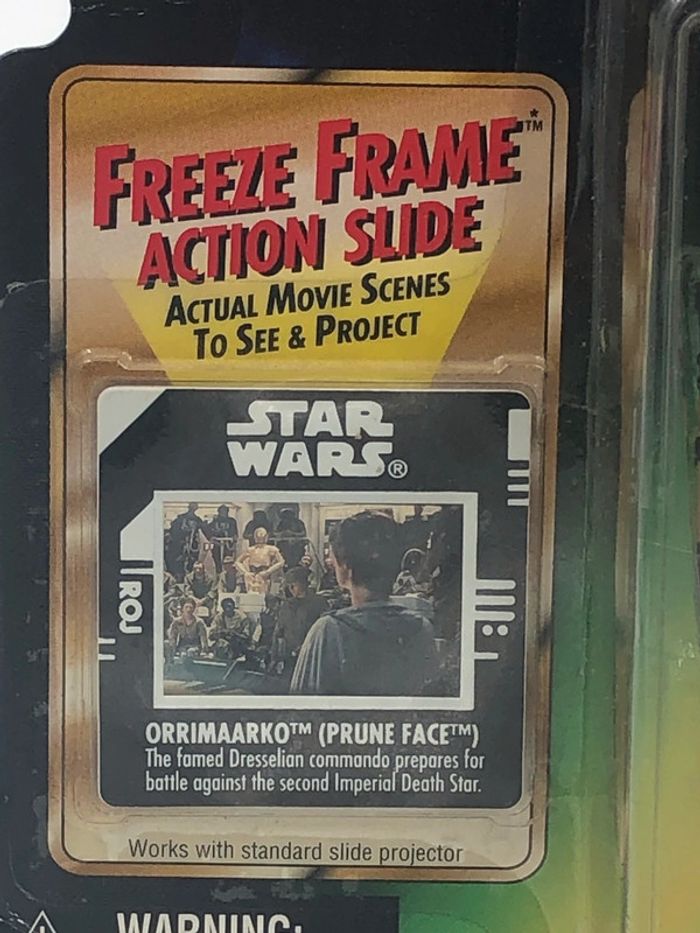 FREEZE FRAME™*
ACTION SLIDE
ACTUAL MOVIE SCENES
TO SEE & PROJECT
STAR
WARS®
ROJ
ORRIMAARKO™ (PRUNE FACE™)
The famed Dresselian commando prepares for
battle against the second Imperial Death Star.
Works with standard slide projector
WARNING: